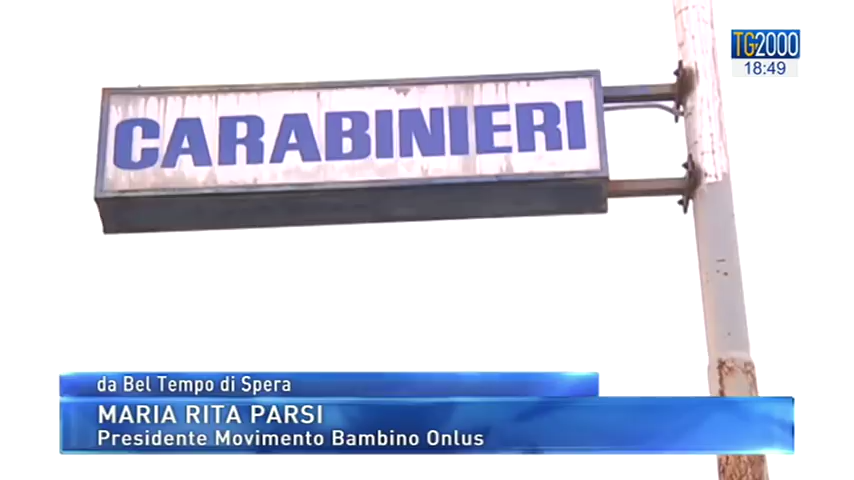 TG2000
18:49
CARABINIERI
da Bel Tempo di Spera
MARIA RITA PARSI
Presidente Movimento Bambino Onlus